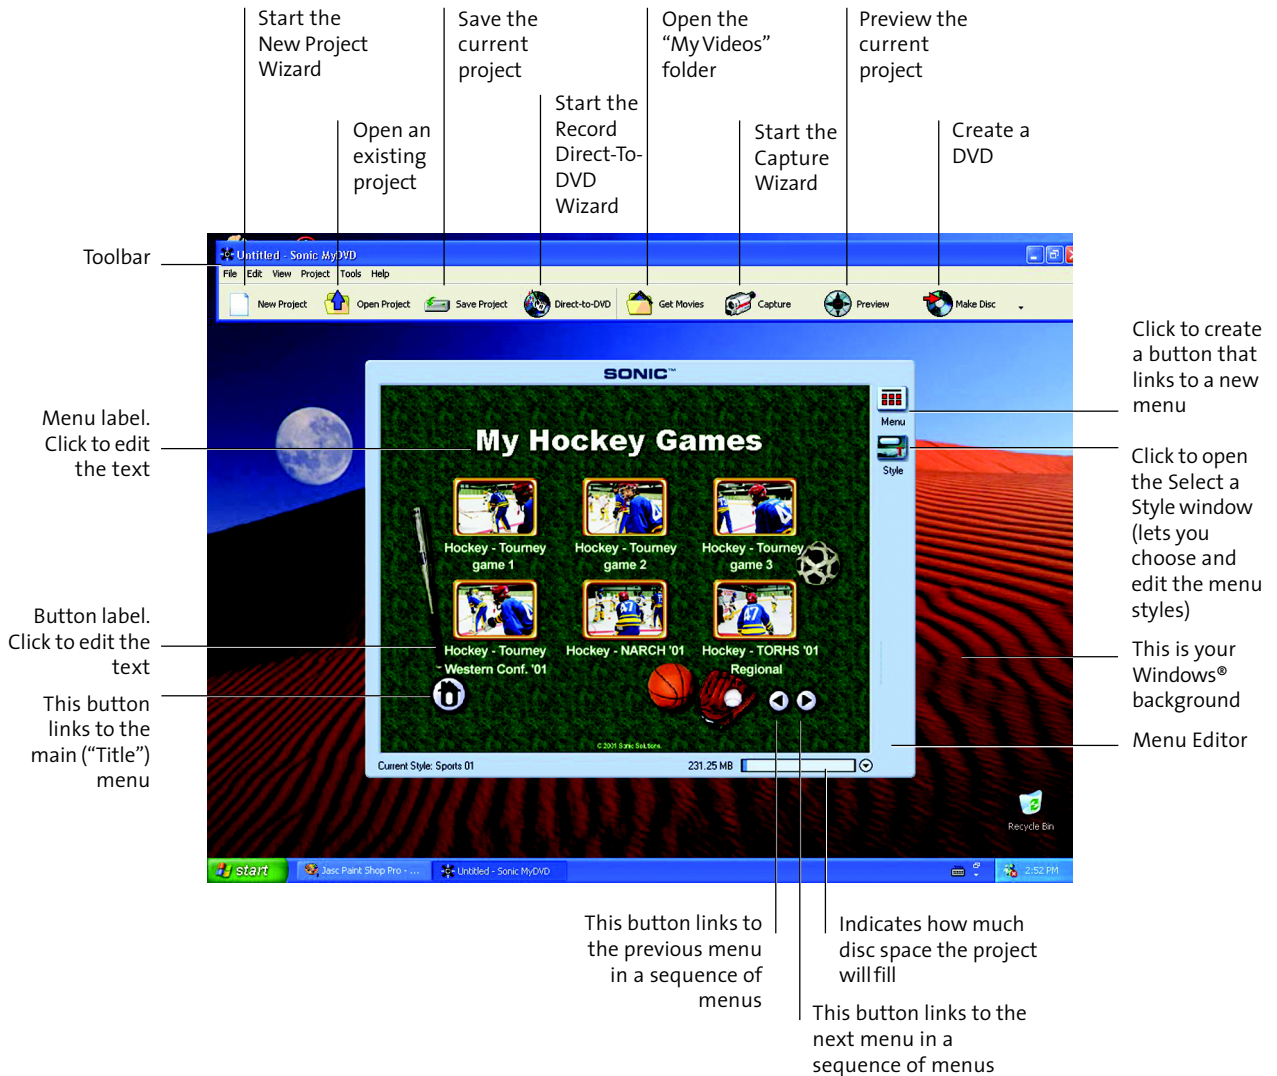 Start the
New Project
Wizard
Save the
current
project
Open the
“My Videos”
folder
Preview the
current
project
Open an
existing
project
Start the
Record
Direct-To-
DVD
Wizard
Start the
Capture
Wizard
Create a
DVD
Toolbar
Untitled - Sonic MyDVD
File Edit View Project Tools Help
New Project Open Project Save Project Direct-to-DVD Get Movies Capture Preview Make Disc
SONIC™
Menu
Style
My Hockey Games
Hockey - Tourney
game 1
Hockey - Tourney
game 2
Hockey - Tourney
game 3
Hockey - Tourney
Western Conf. '01
Hockey - NARCH '01
Hockey - TORHS '01
Regional
© 2001 Sonic Solutions.
Current Style: Sports 01
231.25 MB
Recycle Bin
start
Jasc Paint Shop Pro - ...
Untitled - Sonic MyDVD
2:52 PM
Menu label.
Click to edit
the text
Button label.
Click to edit the
text
This button
links to the
main (“Title”)
menu
Click to create
a button that
links to a new
menu
Click to open
the Select a
Style window
(lets you
choose and
edit the menu
styles)
This is your
Windows®
background
Menu Editor
This button links to
the previous menu
in a sequence of
menus
Indicates how much
disc space the project
will fill
This button links to the
next menu in a
sequence of menus